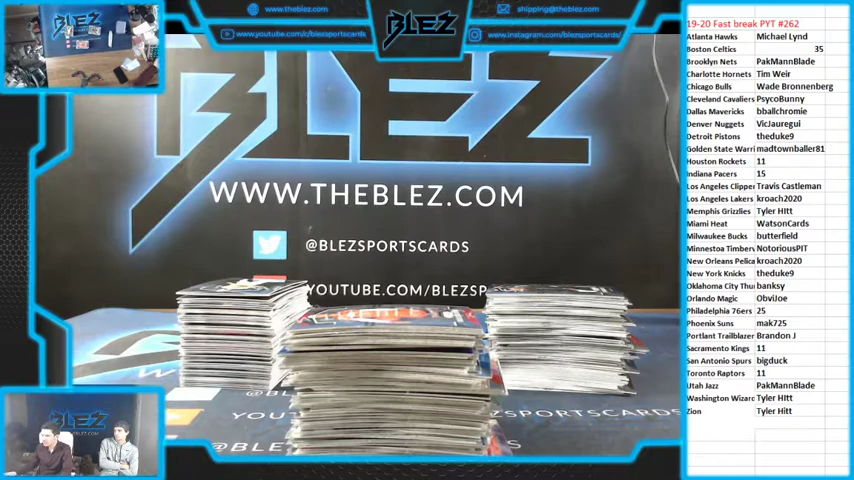 www.theblez.com
BLEZ
shipping@theblez.com
www.youtube.com/c/blezsportscards
www.instagram.com/blezsportscards/
BLEZ
WWW.THEBLEZ.COM
@BLEZSPORTSCARDS
YOUTUBE.COM/BLEZSP
EZSPORTSCARDS
19-20 Fast break PYT #262
Atlanta Hawks Michael Lynd
Boston Celtics 35
Brooklyn Nets PakMannBlade
Charlotte Hornets Tim Weir
Chicago Bulls Wade Bronnenberg
Cleveland Cavaliers PsycoBunny
Dallas Mavericks bballchromie
Denver Nuggets VicJauregui
Detroit Pistons theduke9
Golden State Warri madtownballer81
Houston Rockets 11
Indiana Pacers 15
Los Angeles Clipper Travis Castleman
Los Angeles Lakers kroach2020
Memphis Grizzlies Tyler HItt
Miami Heat WatsonCards
Milwaukee Bucks butterfield
Minnestoa Timbers NotoriousPIT
New Orleans Pelica kroach2020
New York Knicks theduke9
Oklahoma City Thu banksy
Orlando Magic ObviJoe
Philadelphia 76ers 25
Phoenix Suns mak725
Portlant Trailblazer Brandon J
Sacramento Kings 11
San Antonio Spurs bigduck
Toronto Raptors 11
Utah Jazz PakMannBlade
Washington Wizard Tyler HItt
Zion Tyler Hitt
BLEZ